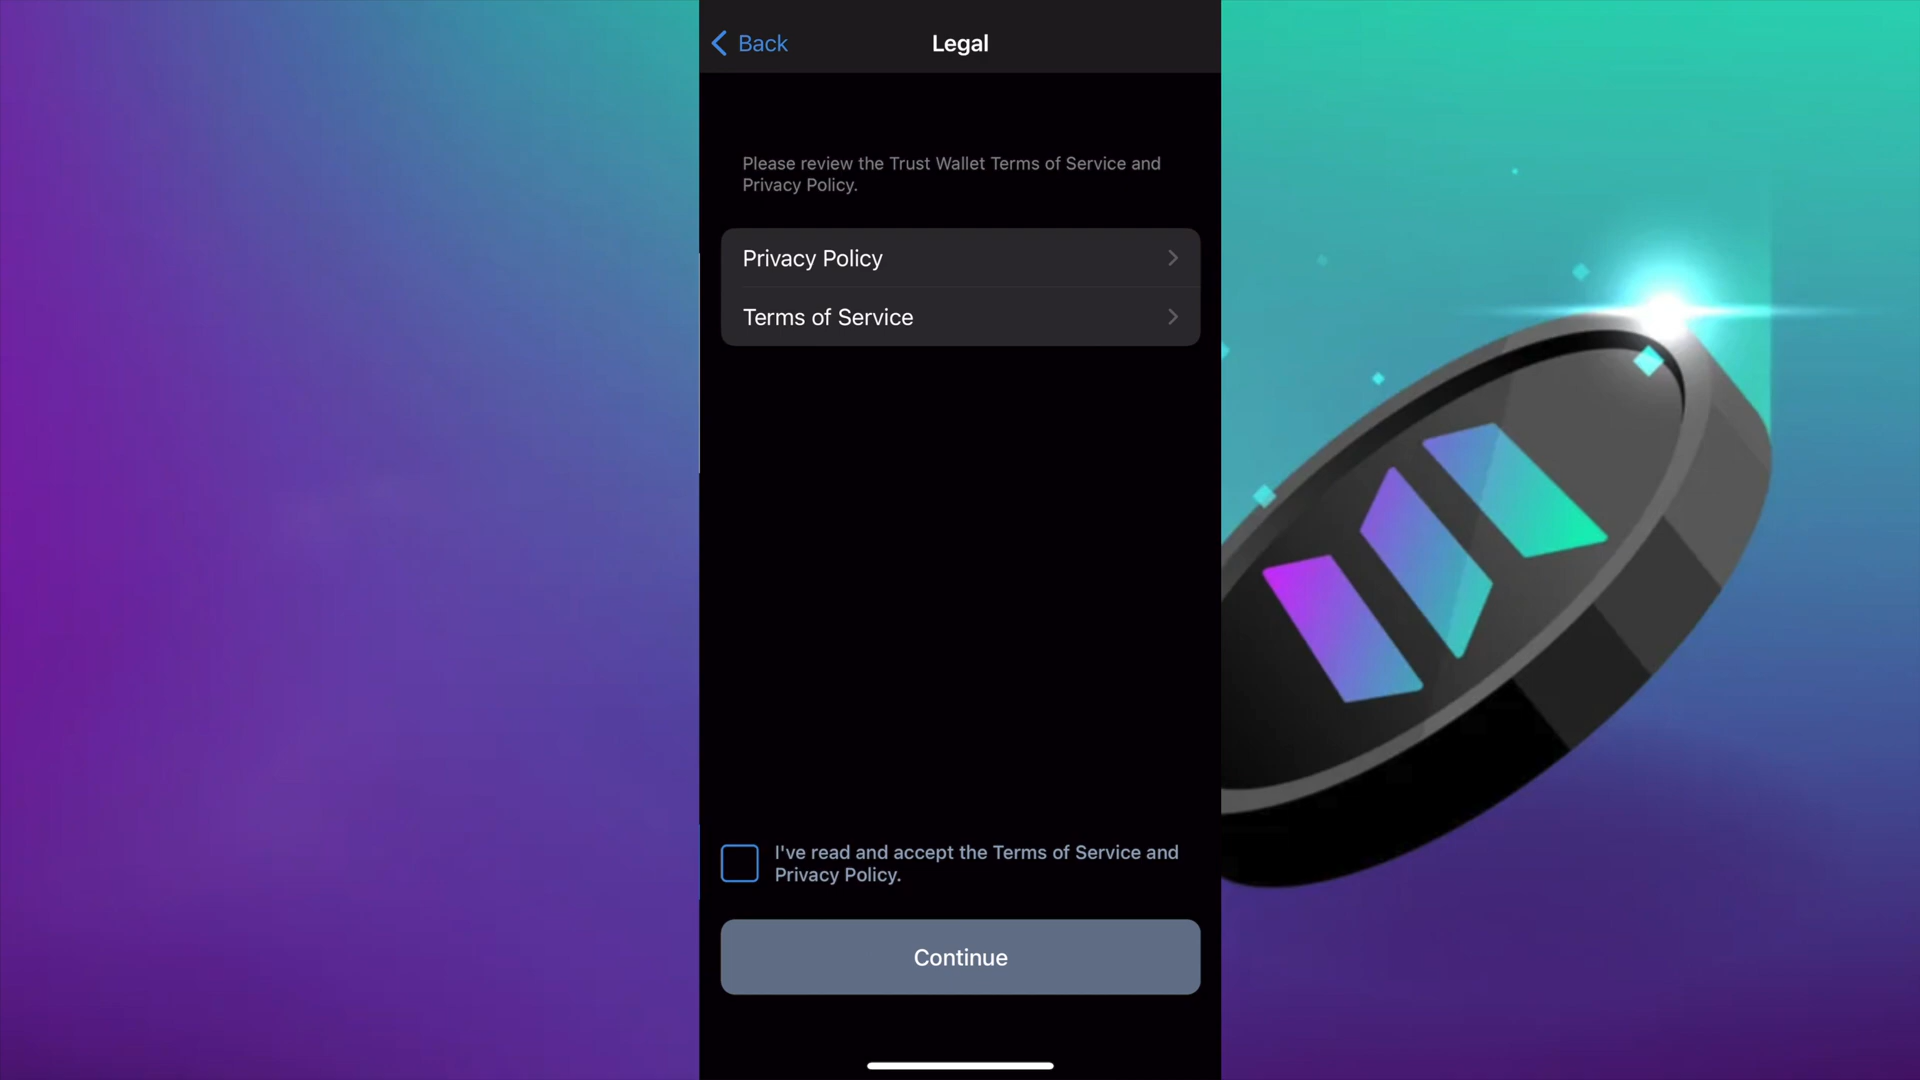 Back
Legal
Please review the Trust Wallet Terms of Service and
Privacy Policy.
Privacy Policy
Terms of Service
I've read and accept the Terms of Service and
Privacy Policy.
Continue